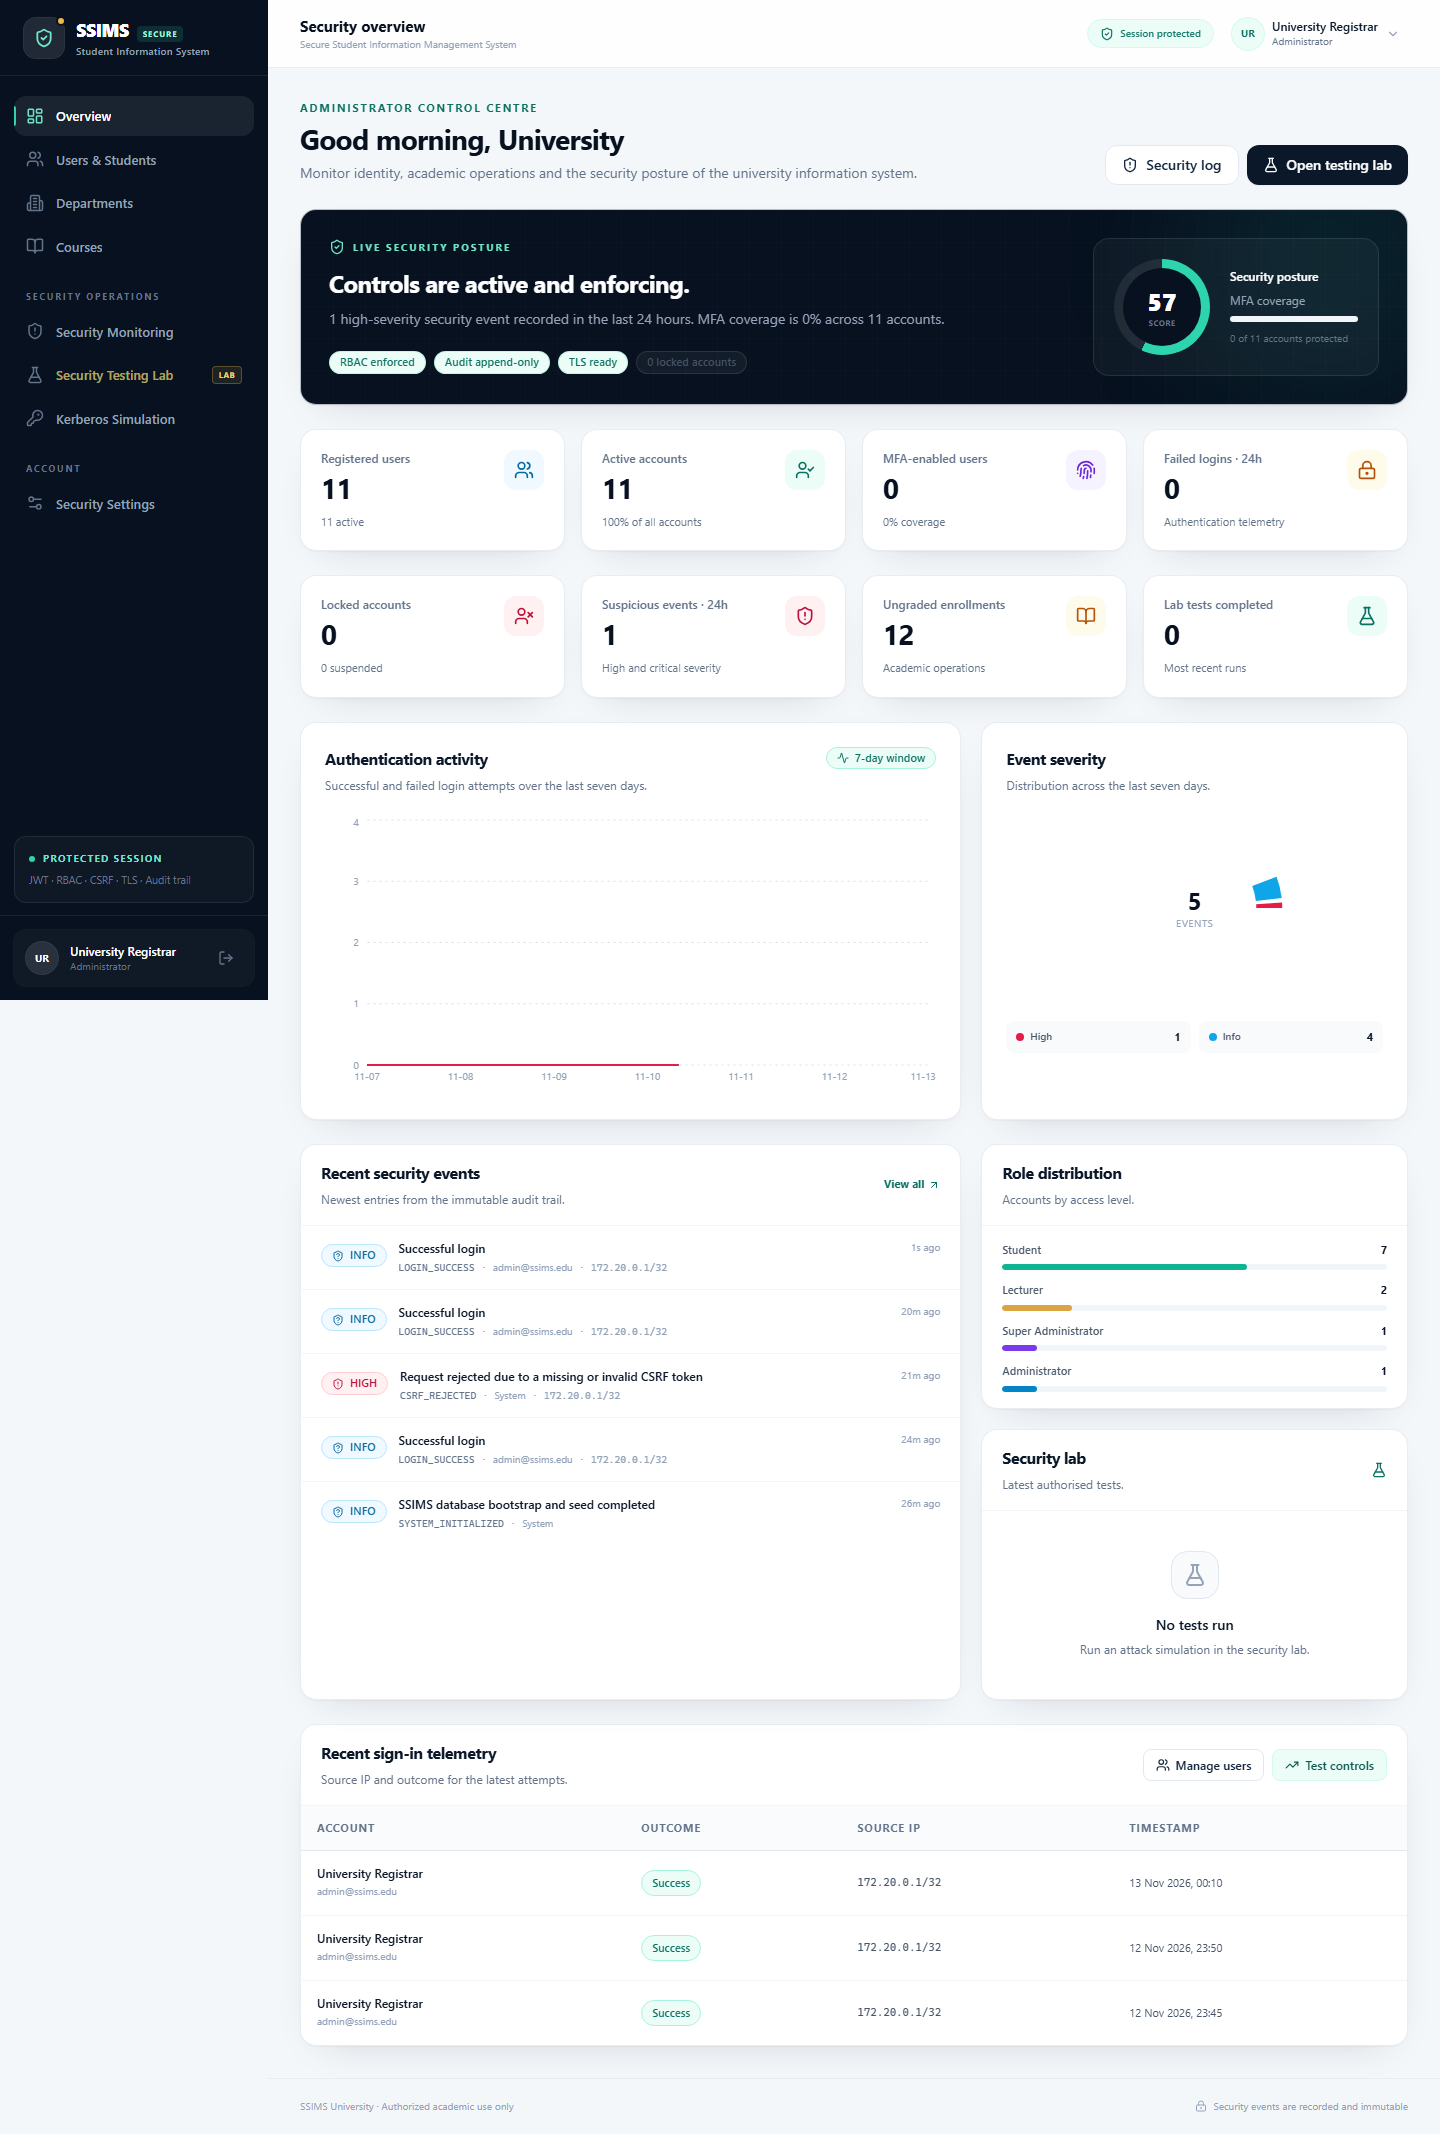 SSIMS SECURE
Student Information System
Overview
Users & Students
Departments
Courses
SECURITY OPERATIONS
Security Monitoring
Security Testing Lab LAB
Kerberos Simulation
ACCOUNT
Security Settings
PROTECTED SESSION
JWT · RBAC · CSRF · TLS · Audit trail
UR
University Registrar
Administrator
Security overview
Secure Student Information Management System
Session protected
UR
University Registrar
Administrator
ADMINISTRATOR CONTROL CENTRE
Good morning, University
Monitor identity, academic operations and the security posture of the university information system.
Security log
Open testing lab
LIVE SECURITY POSTURE
Controls are active and enforcing.
1 high-severity security event recorded in the last 24 hours. MFA coverage is 0% across 11 accounts.
RBAC enforced
Audit append-only
TLS ready
0 locked accounts
57
SCORE
Security posture
MFA coverage
0 of 11 accounts protected
Registered users
11
11 active
Active accounts
11
100% of all accounts
MFA-enabled users
0
0% coverage
Failed logins · 24h
0
Authentication telemetry
Locked accounts
0
0 suspended
Suspicious events · 24h
1
High and critical severity
Ungraded enrollments
12
Academic operations
Lab tests completed
0
Most recent runs
Authentication activity
Successful and failed login attempts over the last seven days.
7-day window
4
3
2
1
0
11-07 11-08 11-09 11-10 11-11 11-12 11-13
Event severity
Distribution across the last seven days.
5
EVENTS
High 1
Info 4
Recent security events
Newest entries from the immutable audit trail.
View all
INFO
Successful login
LOGIN_SUCCESS · admin@ssims.edu · 172.20.0.1/32
1s ago
INFO
Successful login
LOGIN_SUCCESS · admin@ssims.edu · 172.20.0.1/32
20m ago
HIGH
Request rejected due to a missing or invalid CSRF token
CSRF_REJECTED · System · 172.20.0.1/32
21m ago
INFO
Successful login
LOGIN_SUCCESS · admin@ssims.edu · 172.20.0.1/32
24m ago
INFO
SSIMS database bootstrap and seed completed
SYSTEM_INITIALIZED · System
26m ago
Role distribution
Accounts by access level.
Student 7
Lecturer 2
Super Administrator 1
Administrator 1
Security lab
Latest authorised tests.
No tests run
Run an attack simulation in the security lab.
Recent sign-in telemetry
Source IP and outcome for the latest attempts.
Manage users
Test controls
ACCOUNT OUTCOME SOURCE IP TIMESTAMP
University Registrar
admin@ssims.edu
Success
172.20.0.1/32
13 Nov 2026, 00:10
University Registrar
admin@ssims.edu
Success
172.20.0.1/32
12 Nov 2026, 23:50
University Registrar
admin@ssims.edu
Success
172.20.0.1/32
12 Nov 2026, 23:45
SSIMS University · Authorized academic use only
Security events are recorded and immutable